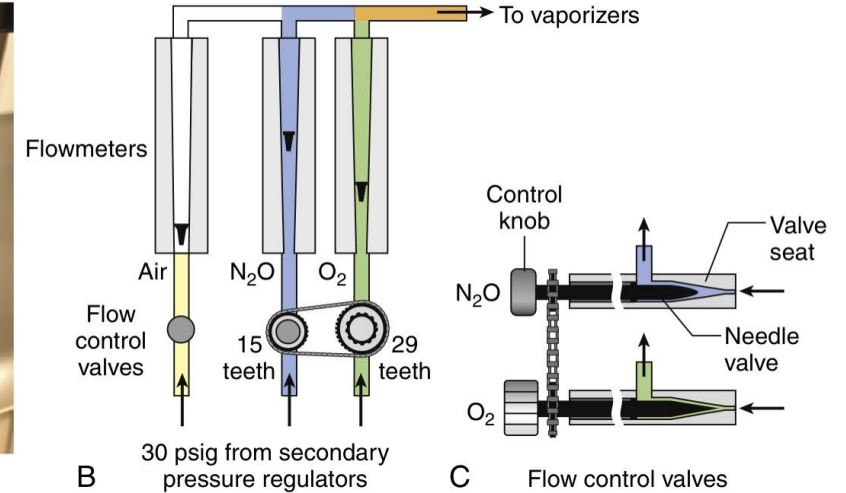 To vaporizers
Flowmeters
Air
N₂O
O₂
Flow
control
valves
15
teeth
29
teeth
30 psig from secondary
pressure regulators
B
Control
knob
Valve
seat
N₂O
Needle
valve
O₂
C
Flow control valves